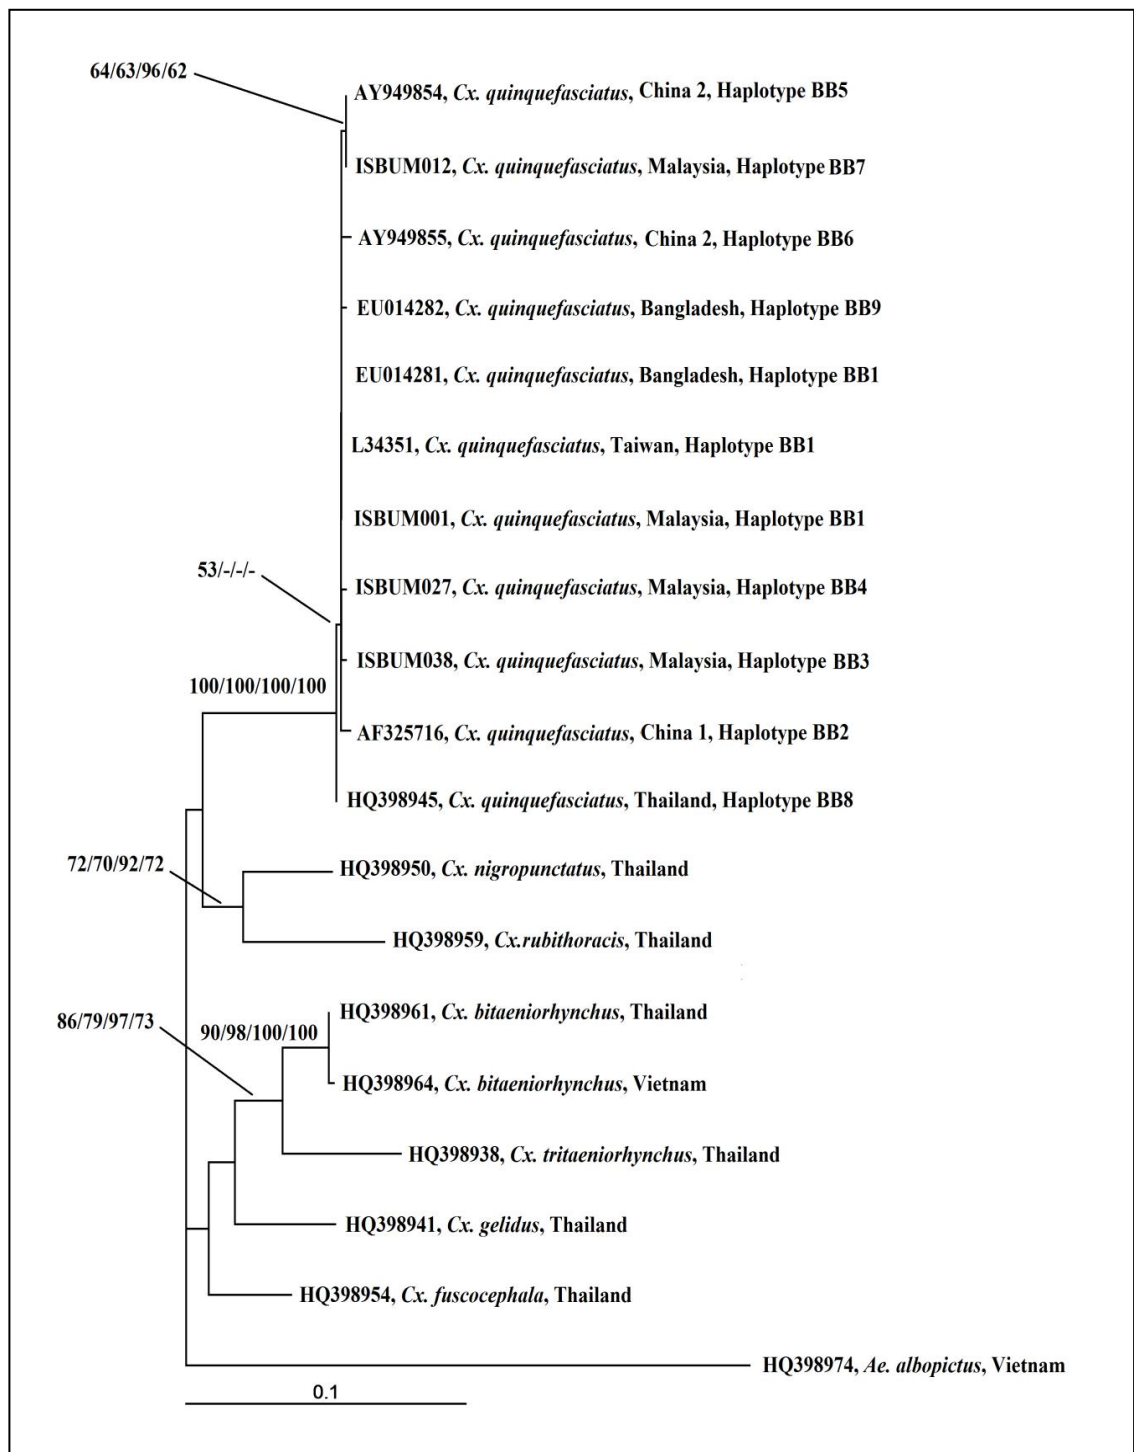 64/63/96/62
AY949854, Cx. quinquefasciatus, China 2, Haplotype BB5
ISBUM012, Cx. quinquefasciatus, Malaysia, Haplotype BB7
AY949855, Cx. quinquefasciatus, China 2, Haplotype BB6
EU014282, Cx. quinquefasciatus, Bangladesh, Haplotype BB9
EU014281, Cx. quinquefasciatus, Bangladesh, Haplotype BB1
L34351, Cx. quinquefasciatus, Taiwan, Haplotype BB1
ISBUM001, Cx. quinquefasciatus, Malaysia, Haplotype BB1
53/-/-/-
ISBUM027, Cx. quinquefasciatus, Malaysia, Haplotype BB4
ISBUM038, Cx. quinquefasciatus, Malaysia, Haplotype BB3
100/100/100/100
AF325716, Cx. quinquefasciatus, China 1, Haplotype BB2
HQ398945, Cx. quinquefasciatus, Thailand, Haplotype BB8
72/70/92/72
HQ398950, Cx. nigropunctatus, Thailand
HQ398959, Cx.rubithoracis, Thailand
HQ398961, Cx. bitaeniorhynchus, Thailand
86/79/97/73
90/98/100/100
HQ398964, Cx. bitaeniorhynchus, Vietnam
HQ398938, Cx. tritaeniorhynchus, Thailand
HQ398941, Cx. gelidus, Thailand
HQ398954, Cx. fuscocephala, Thailand
HQ398974, Ae. albopictus, Vietnam
0.1